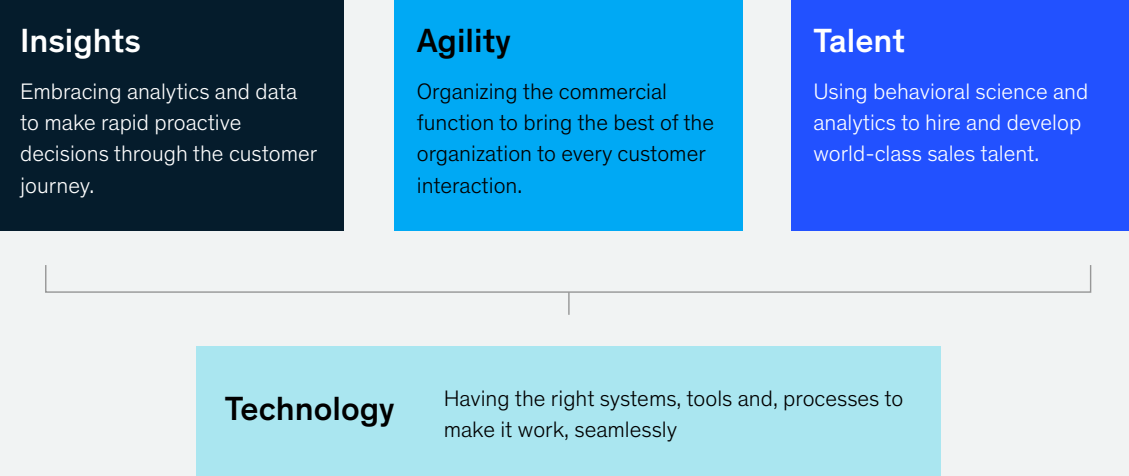 Insights
Embracing analytics and data
to make rapid proactive
decisions through the customer
journey.
Agility
Organizing the commercial
function to bring the best of the
organization to every customer
interaction.
Talent
Using behavioral science and
analytics to hire and develop
world-class sales talent.
Technology
Having the right systems, tools and, processes to
make it work, seamlessly